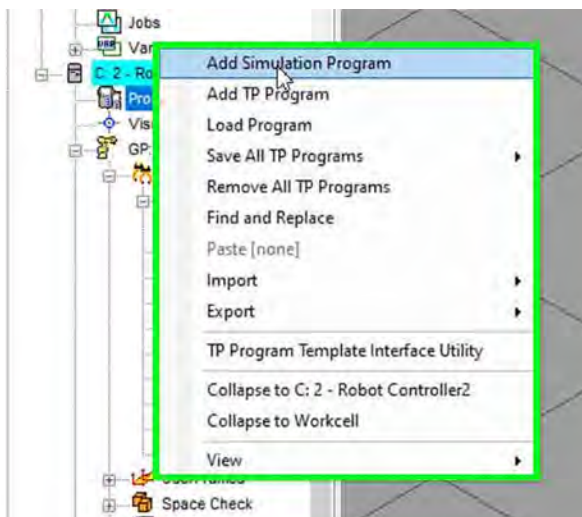 Jobs
Var
C: 2 - Ro
Pro
Vis
GP:
Add Simulation Program
Add TP Program
Load Program
Save All TP Programs
Remove All TP Programs
Find and Replace
Paste [none]
Import
Export
TP Program Template Interface Utility
Collapse to C: 2 - Robot Controller2
Collapse to Workcell
View
Space Check